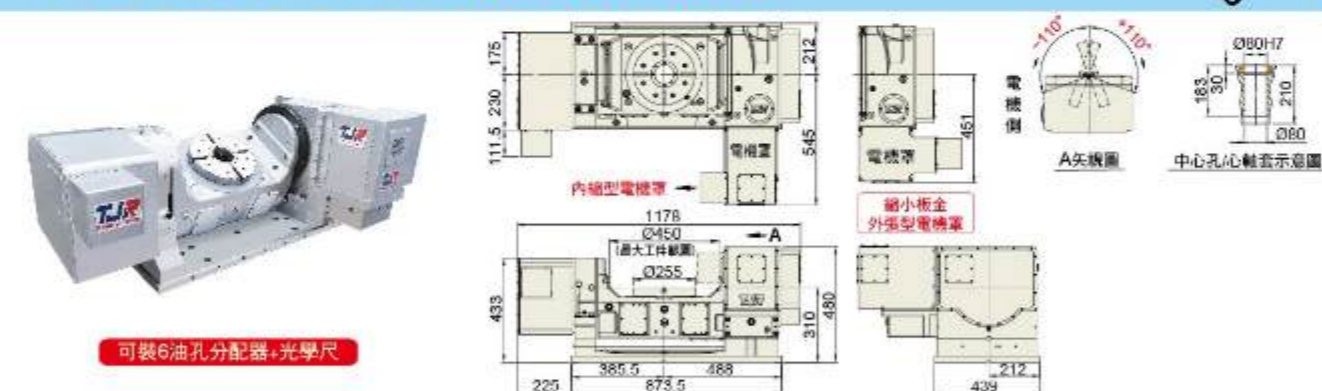 TJR
TJR
可裝6油孔分配器+光學尺
175
230
111.5
212
545
電機罩
內縮型電機罩
451
電機罩
縮小板金
外張型電機罩
-110°
+110°
電機側
A矢視圖
Ø80H7
183
30
210
Ø80
中心孔/心軸套示意圖
1178
Ø450
A
(最大工件範圍)
Ø255
433
310
480
385.5
488
225
873.5
212
439